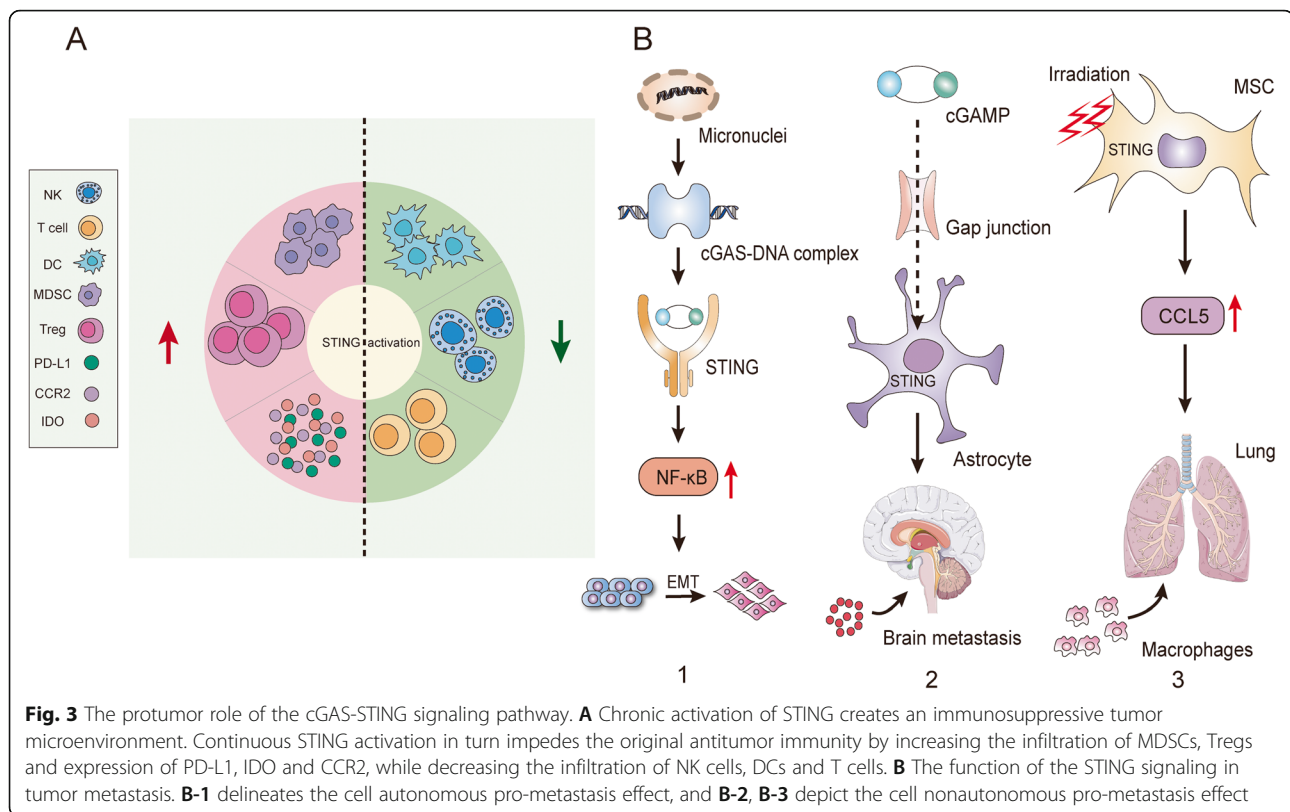 A
B
NK
T cell
DC
MDSC
Treg
PD-L1
CCR2
IDO
STING activation
Micronuclei
cGAS-DNA complex
STING
NF-κB
EMT
1
cGAMP
Gap junction
STING
Astrocyte
Brain metastasis
2
Irradiation
MSC
STING
CCL5
Lung
Macrophages
3
Fig. 3 The protumor role of the cGAS-STING signaling pathway. A Chronic activation of STING creates an immunosuppressive tumor
microenvironment. Continuous STING activation in turn impedes the original antitumor immunity by increasing the infiltration of MDSCs, Tregs
and expression of PD-L1, IDO and CCR2, while decreasing the infiltration of NK cells, DCs and T cells. B The function of the STING signaling in
tumor metastasis. B-1 delineates the cell autonomous pro-metastasis effect, and B-2, B-3 depict the cell nonautonomous pro-metastasis effect